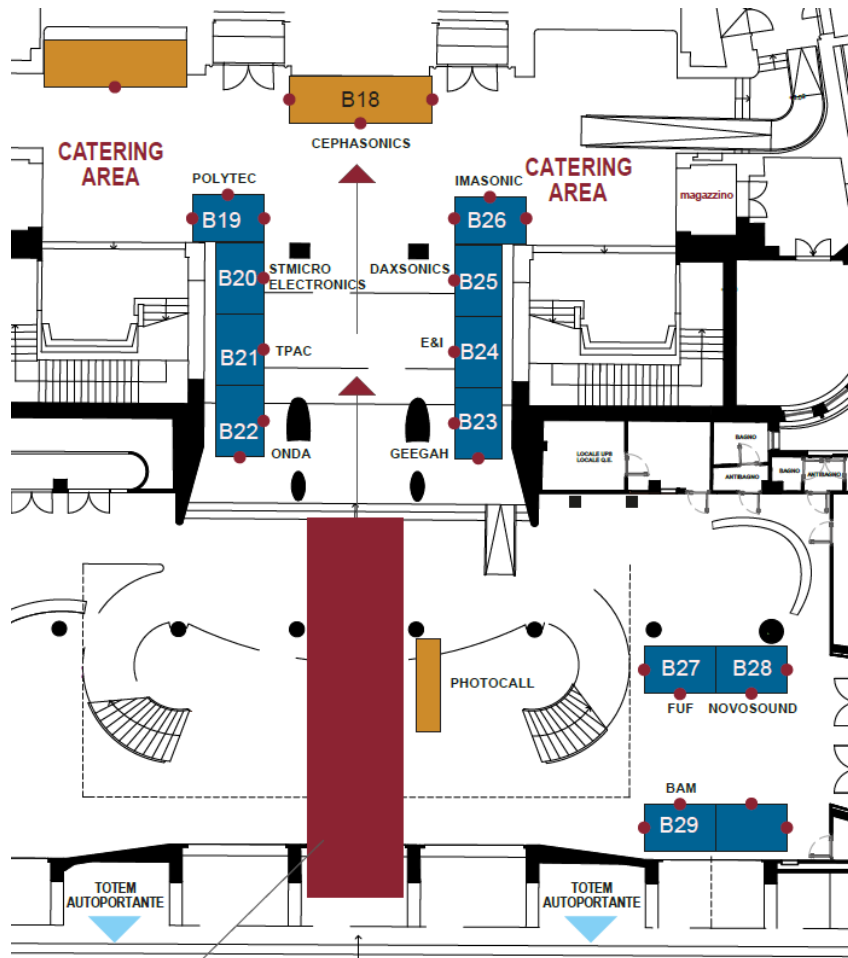 B18
CEPHASONICS
CATERING
AREA
CATERING
AREA
POLYTEC
IMASONIC
magazzino
B19
B26
B20
STMICRO
ELECTRONICS
DAXSONICS
B25
B21
TPAC
E&I
B24
B22
ONDA
GEEGAH
B23
LOCALE UPS
LOCALE Q.E.
BAGNO
ANTIBAGNO
BAGNO
ANTIBAGNO
B27
B28
PHOTOCALL
FUF
NOVOSOUND
BAM
B29
TOTEM
AUTOPORTANTE
TOTEM
AUTOPORTANTE